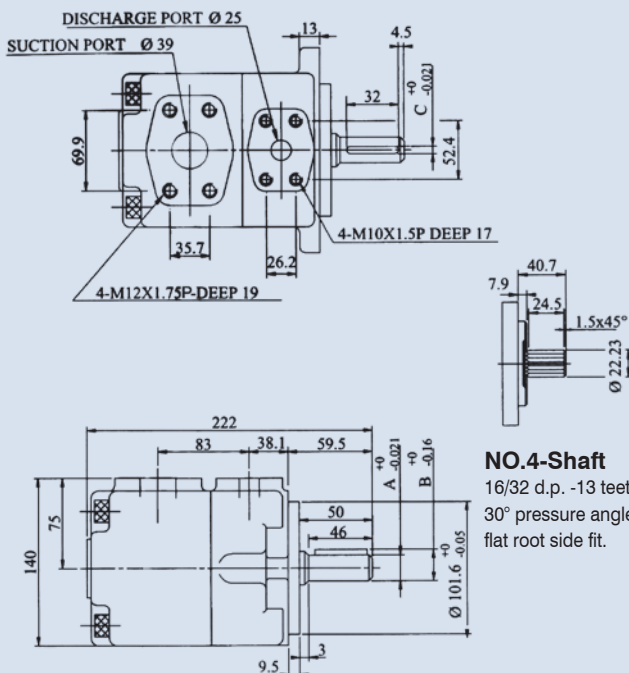 DISCHARGE PORT Ø 25
SUCTION PORT Ø 39
13
4.5
32
C +0 -0.021
69.9
52.4
35.7
26.2
4-M10X1.5P DEEP 17
4-M12X1.75P-DEEP 19
40.7
7.9
24.5
1.5x45°
Ø 22.23
222
83
38.1
59.5
A +0 -0.021
B +0 -0.16
50
46
75
140
Ø 101.6 +0 -0.05
3
9.5
NO.4-Shaft
16/32 d.p. -13 teet
30° pressure angle
flat root side fit.